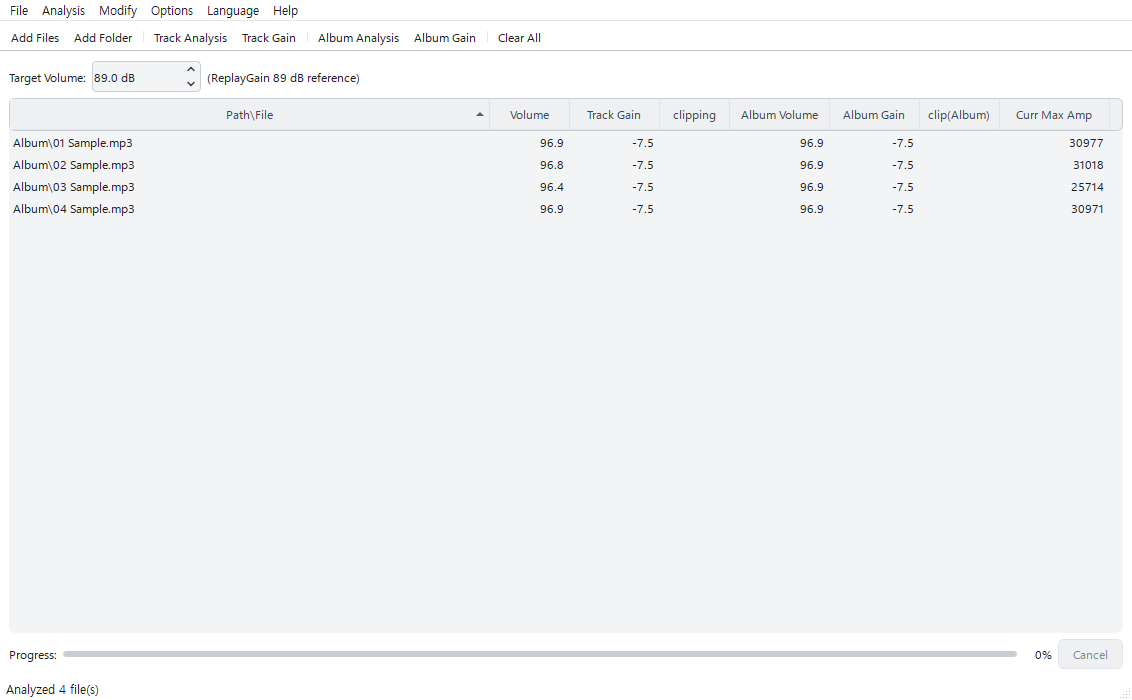 File Analysis Modify Options Language Help
Add Files Add Folder Track Analysis Track Gain Album Analysis Album Gain Clear All
Target Volume: 89.0 dB (ReplayGain 89 dB reference)
Path\File Volume Track Gain clipping Album Volume Album Gain clip(Album) Curr Max Amp
Album\01 Sample.mp3 96.9 -7.5 96.9 -7.5 30977
Album\02 Sample.mp3 96.8 -7.5 96.9 -7.5 31018
Album\03 Sample.mp3 96.4 -7.5 96.9 -7.5 25714
Album\04 Sample.mp3 96.9 -7.5 96.9 -7.5 30971
Progress: 0% Cancel
Analyzed 4 file(s)